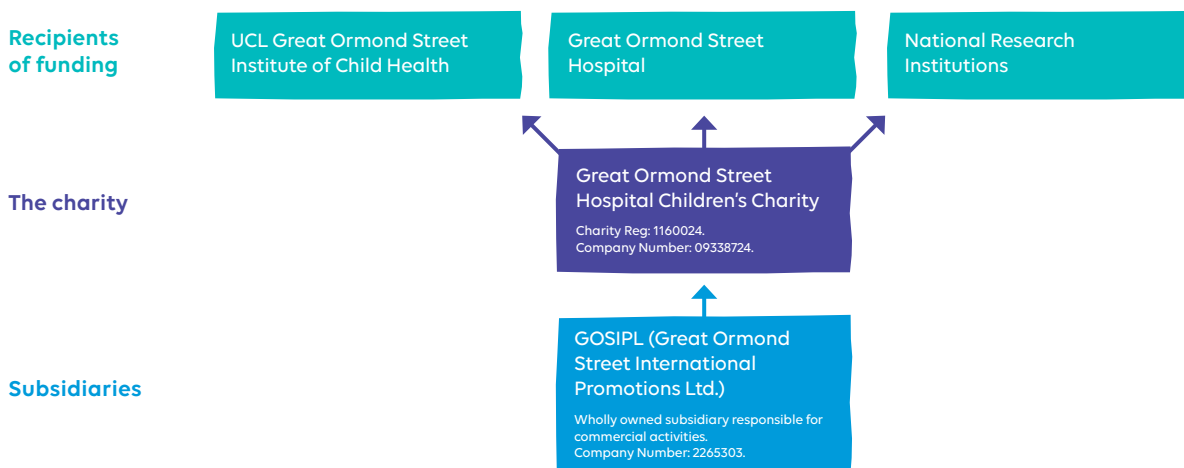 Recipients
of funding
UCL Great Ormond Street
Institute of Child Health
Great Ormond Street
Hospital
National Research
Institutions
The charity
Great Ormond Street
Hospital Children’s Charity
Charity Reg: 1160024.
Company Number: 09338724.
Subsidiaries
GOSIPL (Great Ormond
Street International
Promotions Ltd.)
Wholly owned subsidiary responsible for
commercial activities.
Company Number: 2265303.